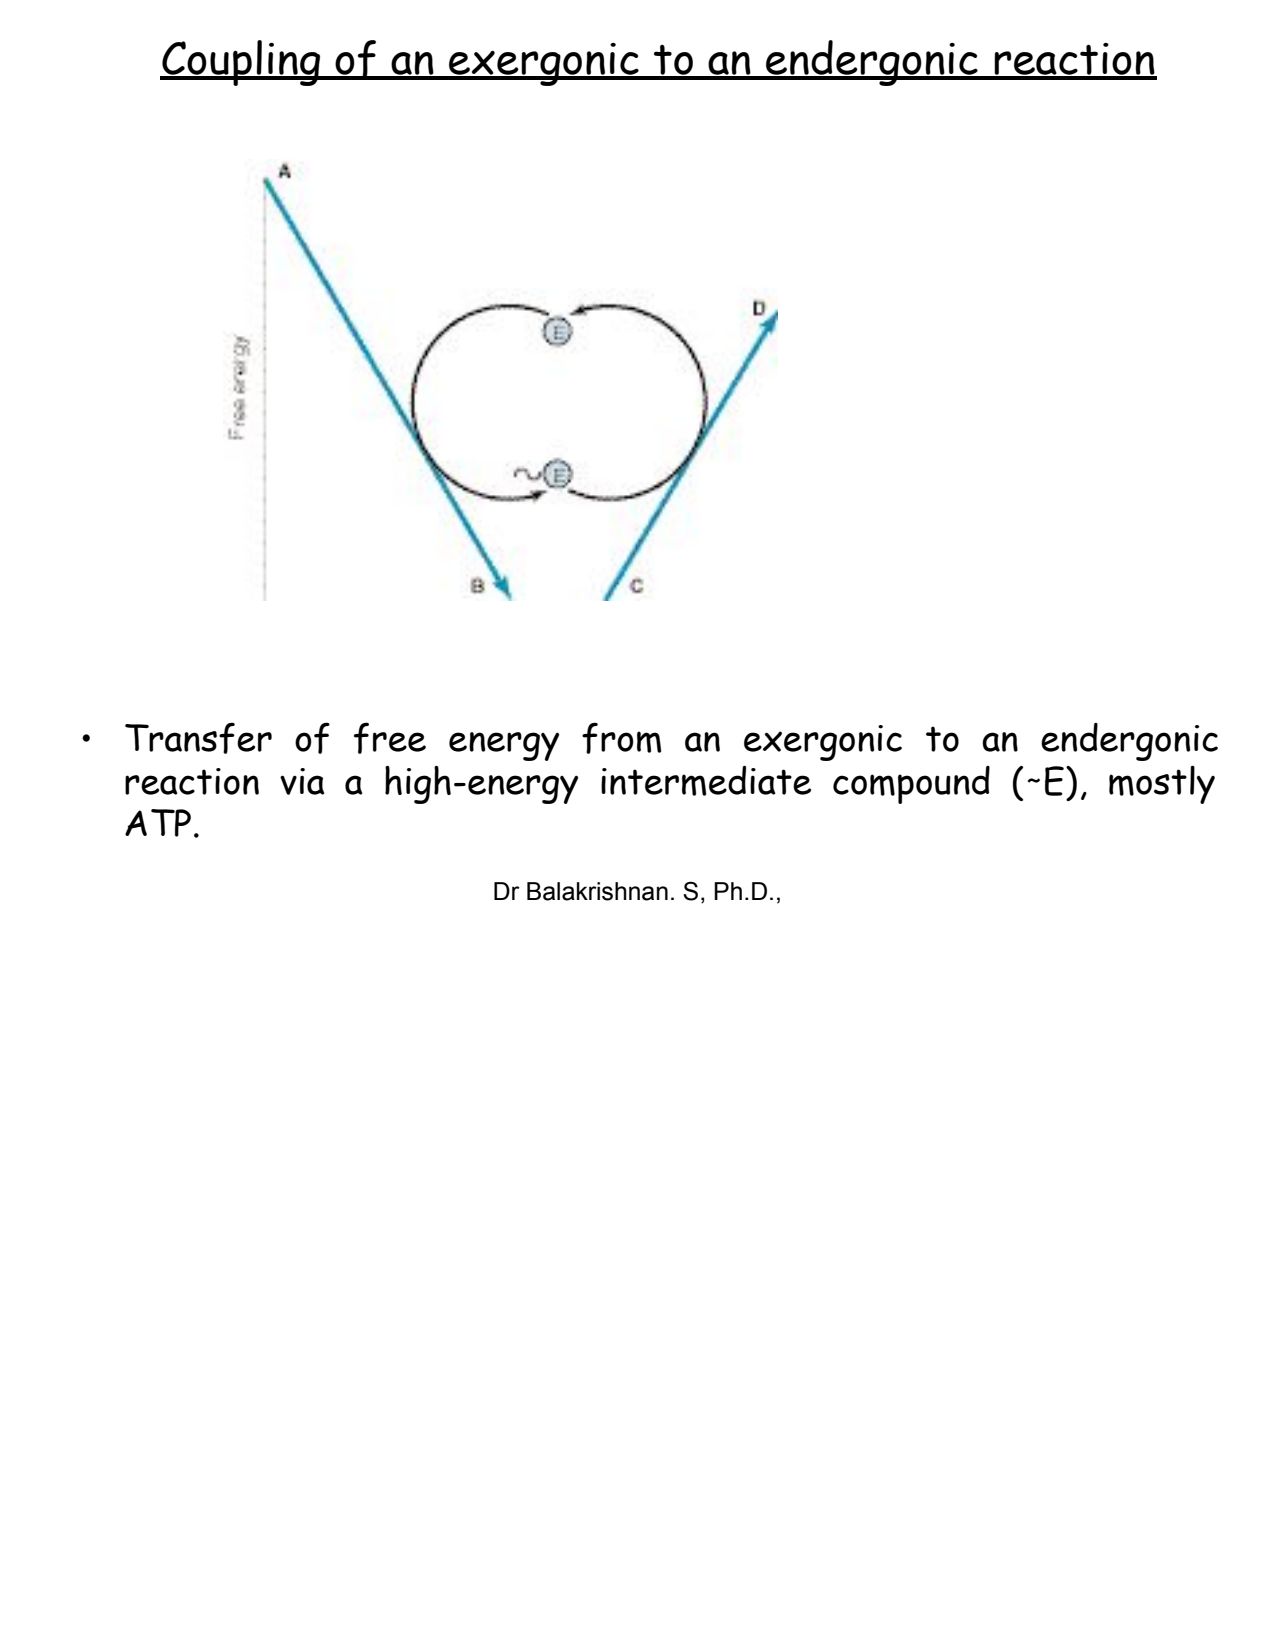 Coupling of an exergonic to an endergonic reaction
A
D
E
Free energy
~E
B
C
• Transfer of free energy from an exergonic to an endergonic
reaction via a high-energy intermediate compound (~E), mostly
ATP.
Dr Balakrishnan. S, Ph.D.,